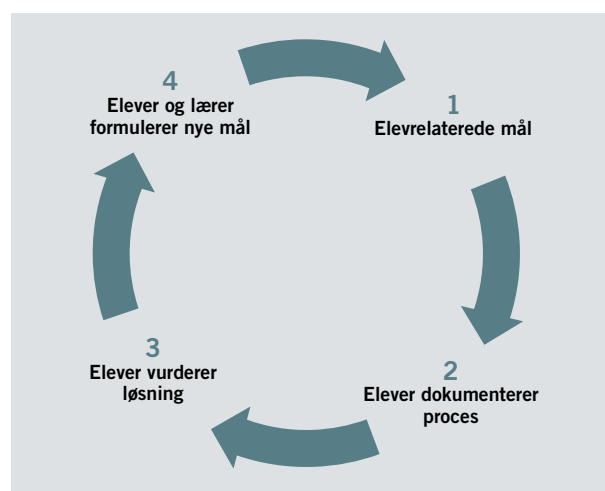 1
Elevrelaterede mål
2
Elever dokumenterer
proces
3
Elever vurderer
løsning
4
Elever og lærer
formulerer nye mål